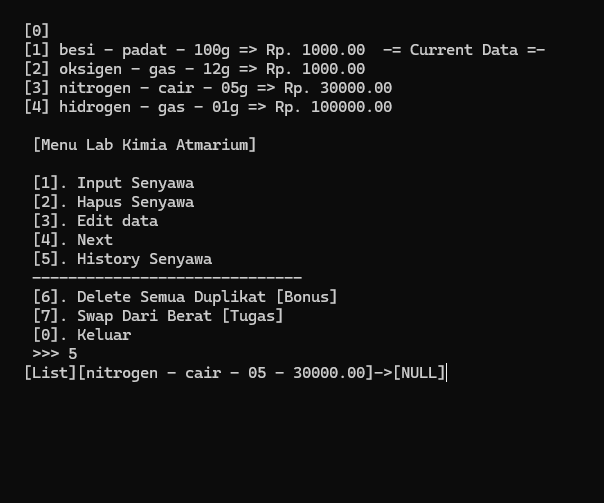 [0]
[1] besi - padat - 100g => Rp. 1000.00  -= Current Data =-
[2] oksigen - gas - 12g => Rp. 1000.00
[3] nitrogen - cair - 05g => Rp. 30000.00
[4] hidrogen - gas - 01g => Rp. 100000.00
[Menu Lab Kimia Atmarium]
[1]. Input Senyawa
[2]. Hapus Senyawa
[3]. Edit data
[4]. Next
[5]. History Senyawa
------------------------------
[6]. Delete Semua Duplikat [Bonus]
[7]. Swap Dari Berat [Tugas]
[0]. Keluar
>>> 5
[List][nitrogen - cair - 05 - 30000.00]->[NULL]